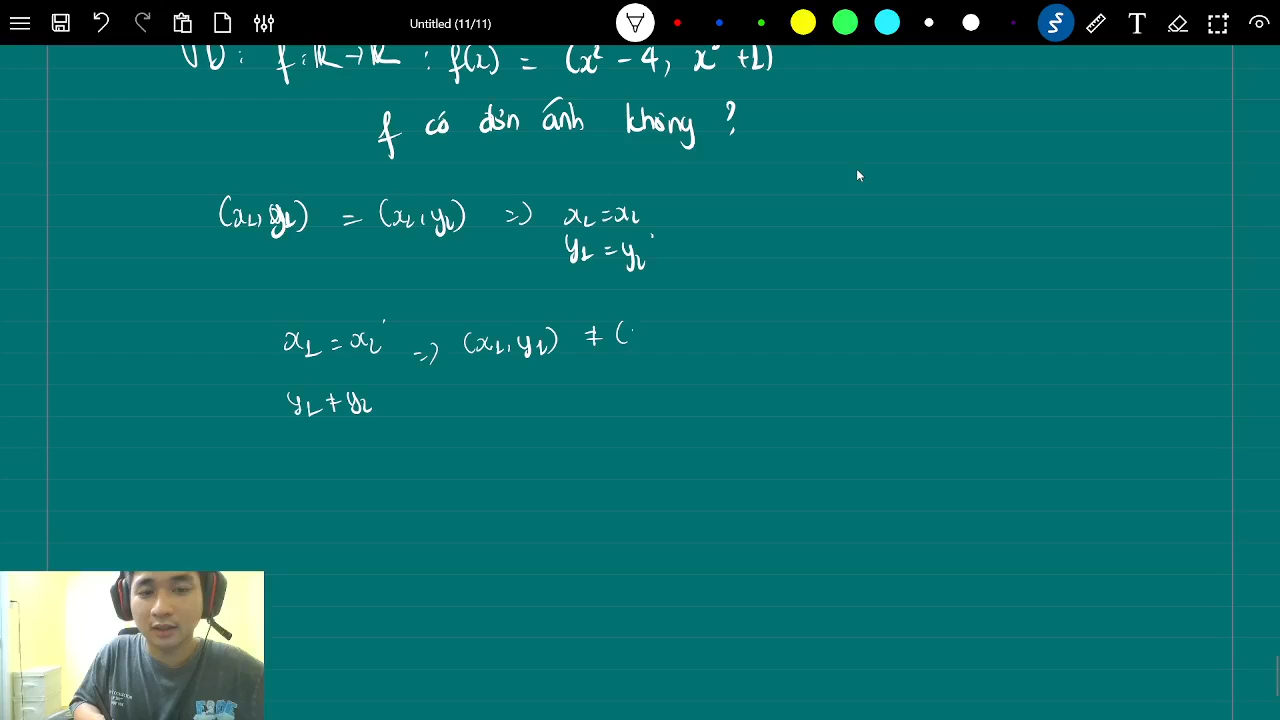 Untitled (11/11)
VD: f: ℝ → ℝ : f(x) = (x² - 4, x +1)
f có đơn ánh không ?
(x₁, y₁) = (x₂, y₂) => x₁ = x₂
y₁ = y₂
x₁ = x₂ => (x₁, y₁) ≠ (
y₁ ≠ y₂